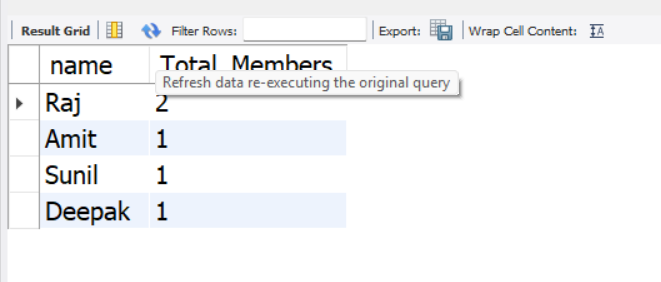 Result Grid Filter Rows: Export: Wrap Cell Content: IA
name Total_Members
Refresh data re-executing the original query
Raj 2
Amit 1
Sunil 1
Deepak 1